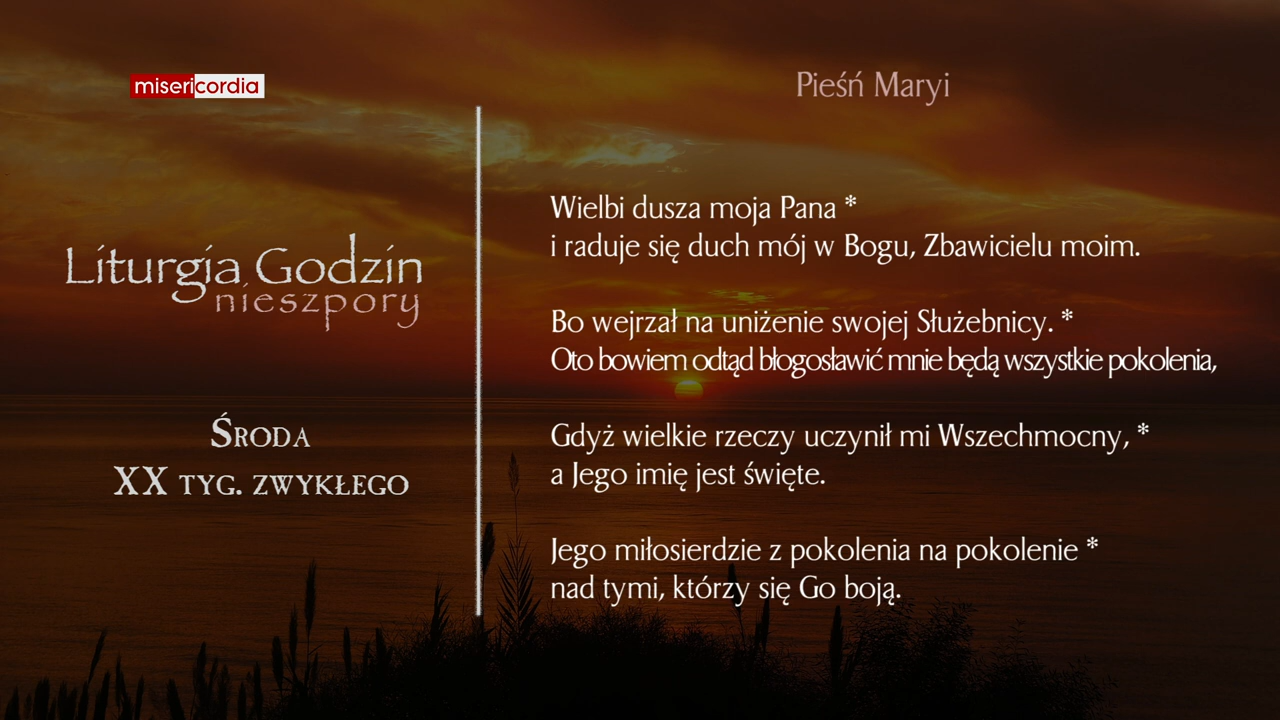 misericordia
Liturgia Godzin
nieszpory
Środa
XX tyg. zwykłego
Pieśń Maryi
Wielbi dusza moja Pana *
i raduje się duch mój w Bogu, Zbawicielu moim.
Bo wejrzał na uniżenie swojej Służebnicy. *
Oto bowiem odtąd błogosławić mnie będą wszystkie pokolenia,
Gdyż wielkie rzeczy uczynił mi Wszechmocny, *
a Jego imię jest święte.
Jego miłosierdzie z pokolenia na pokolenie *
nad tymi, którzy się Go boją.